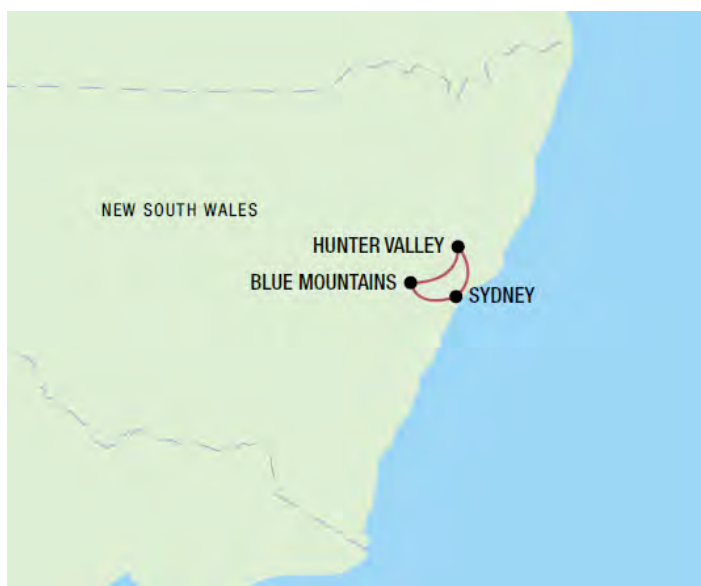 NEW SOUTH WALES
HUNTER VALLEY
BLUE MOUNTAINS
SYDNEY